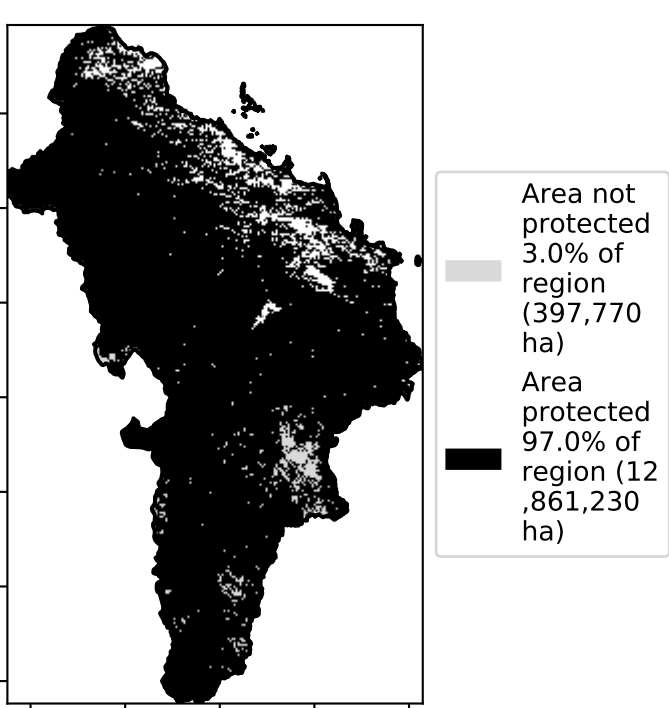 Area not
protected
3.0% of
region
(397,770
ha)
Area
protected
97.0% of
region (12
,861,230
ha)